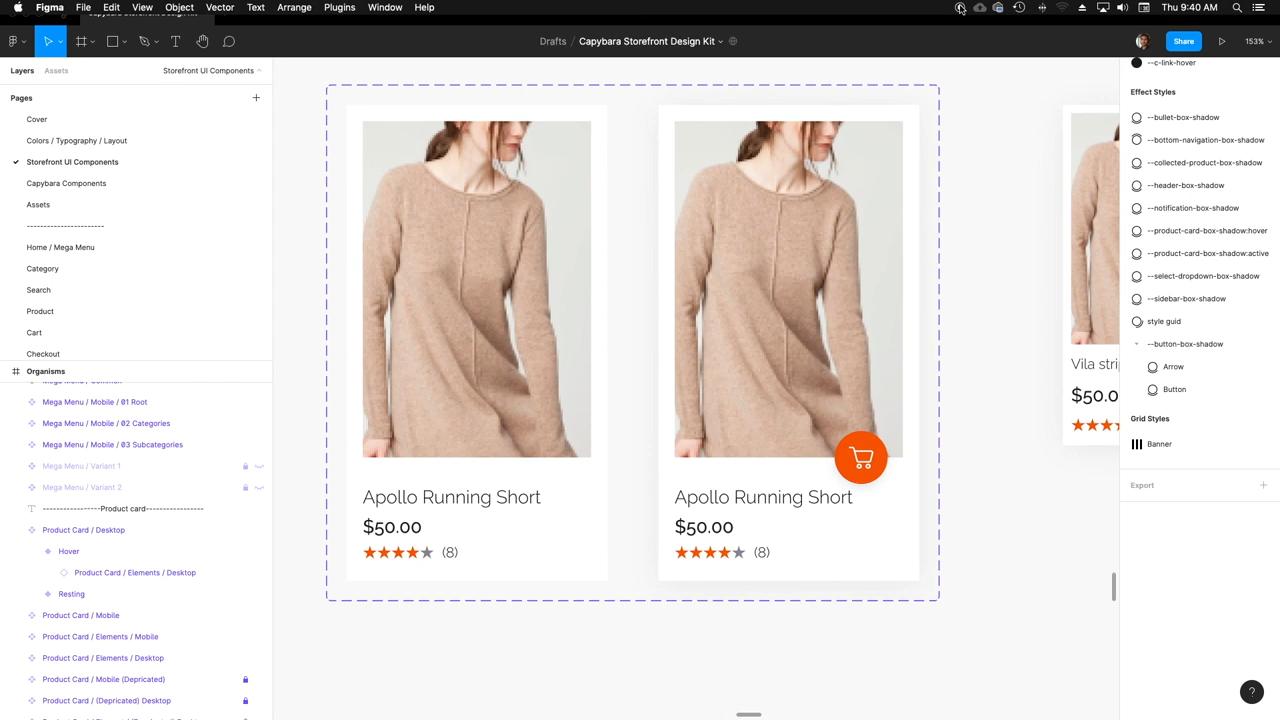 Figma File Edit View Object Vector Text Arrange Plugins Window Help Thu 9:40 AM
Capybara Storefront Design Kit
Drafts / Capybara Storefront Design Kit Share 153%
Layers Assets Storefront UI Components
Pages
Cover
Colors / Typography / Layout
Storefront UI Components
Capybara Components
Assets
-----------------------
Home / Mega Menu
Category
Search
Product
Cart
Checkout
Organisms
Mega Menu / Common
Mega Menu / Mobile / 01 Root
Mega Menu / Mobile / 02 Categories
Mega Menu / Mobile / 03 Subcategories
Mega Menu / Variant 1
Mega Menu / Variant 2
-----------------Product card----------------
Product Card / Desktop
Hover
Product Card / Elements / Desktop
Resting
Product Card / Mobile
Product Card / Elements / Mobile
Product Card / Elements / Desktop
Product Card / Mobile (Depricated)
Product Card / (Depricated) Desktop
Apollo Running Short
$50.00
(8)
Apollo Running Short
$50.00
(8)
Vila stri
$50.0
--c-link-hover
Effect Styles
--bullet-box-shadow
--bottom-navigation-box-shadow
--collected-product-box-shadow
--header-box-shadow
--notification-box-shadow
--product-card-box-shadow:hover
--product-card-box-shadow:active
--select-dropdown-box-shadow
--sidebar-box-shadow
style guid
--button-box-shadow
Arrow
Button
Grid Styles
Banner
Export
?